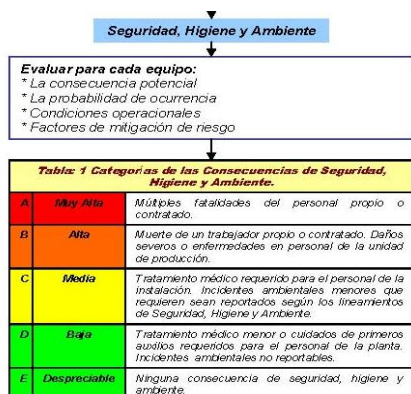 Seguridad, Higiene y Ambiente
Evaluar para cada equipo:
* La consecuencia potencial
* La probabilidad de ocurrencia
* Condiciones operacionales
* Factores de mitigación de riesgo
Tabla: 1 Categorías de las Consecuencias de Seguridad,
Higiene y Ambiente.
A Muy Alta Múltiples fatalidades del personal propio o
contratado.
B Alta Muerte de un trabajador propio o contratado. Daños
severos o enfermedades en personal de la unidad
de producción.
C Media Tratamiento médico requerido para el personal de la
instalación. Incidentes ambientales menores que
requieren sean reportados según los lineamientos
de Seguridad, Higiene y Ambiente.
D Baja Tratamiento médico menor o cuidados de primeros
auxilios requeridos para el personal de la planta.
Incidentes ambientales no reportables.
E Despreciable Ninguna consecuencia de seguridad, higiene y
ambiente.